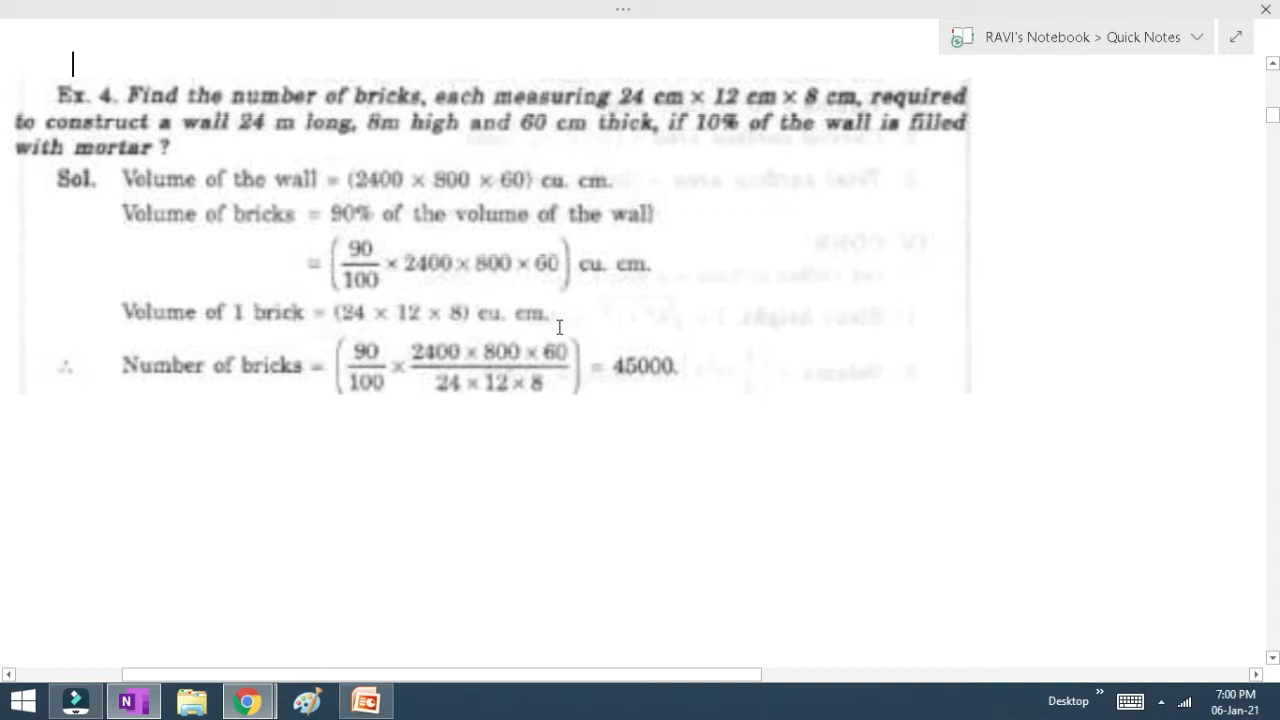 ...
RAVI's Notebook > Quick Notes
Ex. 4. Find the number of bricks, each measuring 24 cm × 12 cm × 8 cm, required
to construct a wall 24 m long, 8m high and 60 cm thick, if 10% of the wall is filled
with mortar ?
Sol. Volume of the wall = (2400 × 800 × 60) cu. cm.
Volume of bricks = 90% of the volume of the wall
= (90/100 × 2400 × 800 × 60) cu. cm.
Volume of 1 brick = (24 × 12 × 8) cu. cm.
∴ Number of bricks = (90/100 × 2400 × 800 × 60/24 × 12 × 8) = 45000.
Desktop
7:00 PM
06-Jan-21